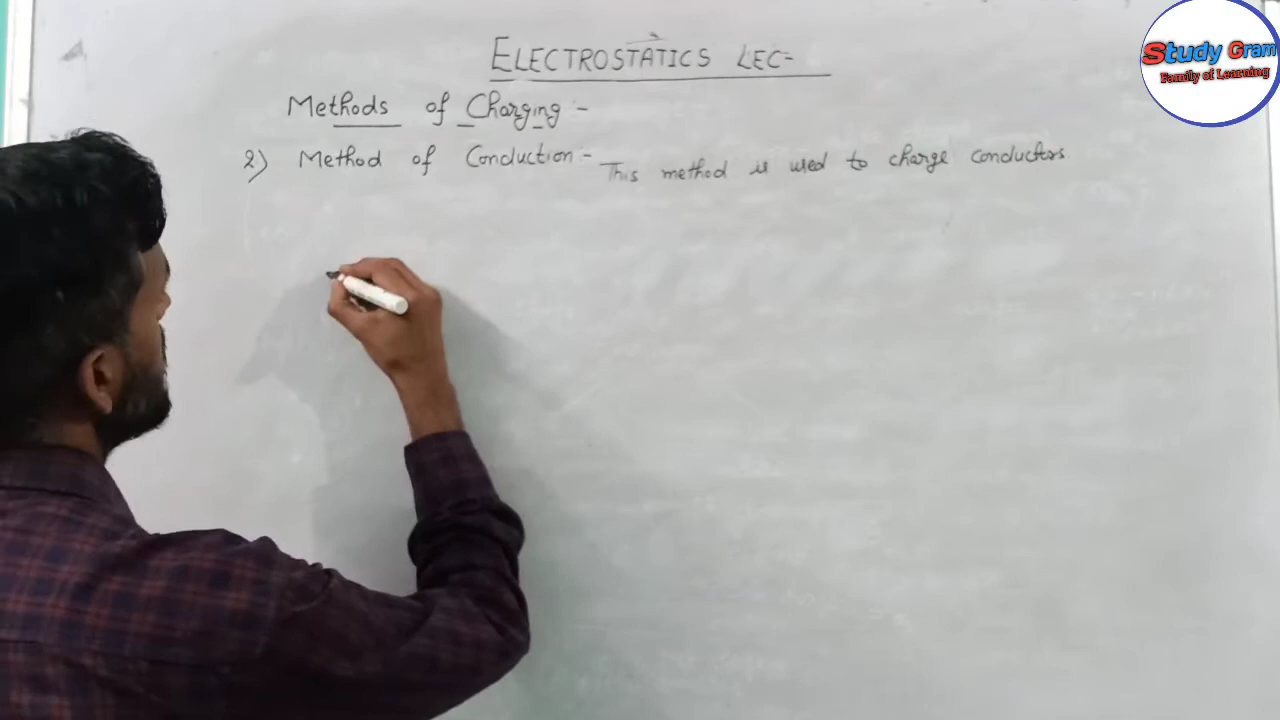 ELECTROSTATICS LEC-
Methods of Charging :-
2) Method of Conduction :- This method is used to charge conductors.
Study Gram
Family of Learning